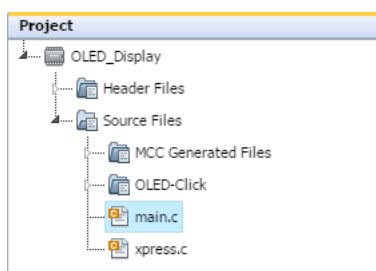 Project
OLED_Display
Header Files
Source Files
MCC Generated Files
OLED-Click
main.c
xpress.c